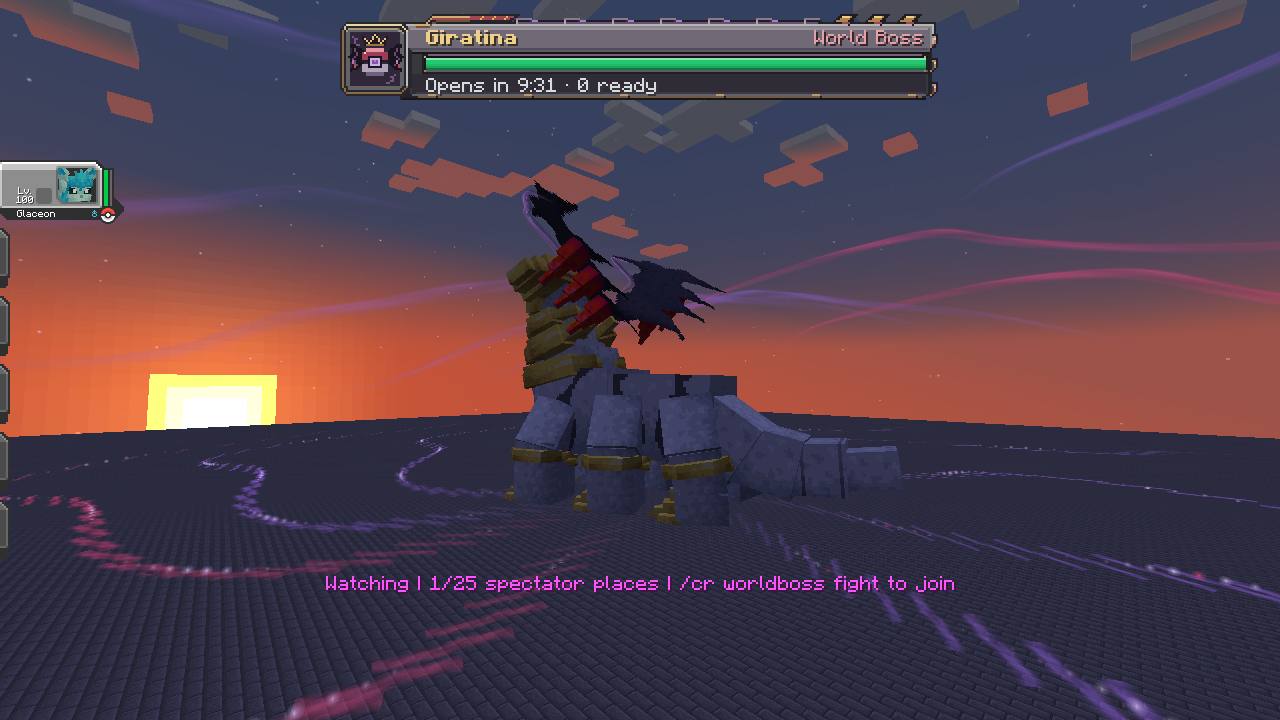 Giratina
World Boss
Opens in 9:31 · 0 ready
Lv.
100
Glaceon
Watching | 1/25 spectator places | /cr worldboss fight to join